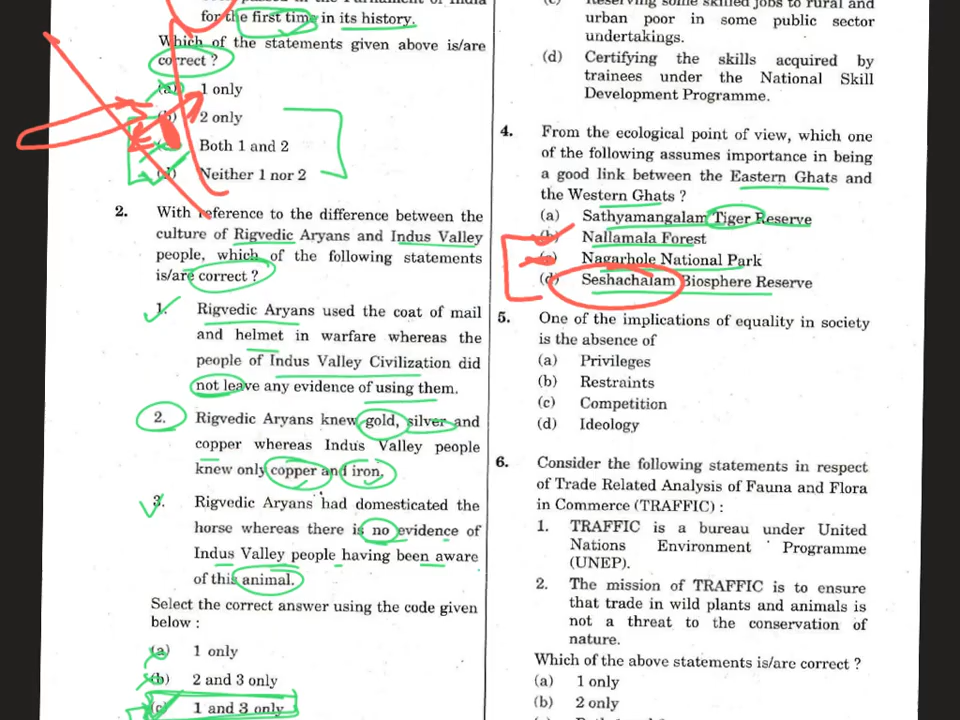 for the first time in its history.
Which of the statements given above is/are
correct ?
(a) 1 only
(b) 2 only
Both 1 and 2
(d) Neither 1 nor 2
2. With reference to the difference between the
culture of Rigvedic Aryans and Indus Valley
people, which of the following statements
is/are correct ?
1. Rigvedic Aryans used the coat of mail
and helmet in warfare whereas the
people of Indus Valley Civilization did
not leave any evidence of using them.
2. Rigvedic Aryans knew gold, silver and
copper whereas Indus Valley people
knew only copper and iron.
3. Rigvedic Aryans had domesticated the
horse whereas there is no evidence of
Indus Valley people having been aware
of this animal.
Select the correct answer using the code given
below :
(a) 1 only
(b) 2 and 3 only
(c) 1 and 3 only
(c) Reserving some skilled jobs to rural and
urban poor in some public sector
undertakings.
(d) Certifying the skills acquired by
trainees under the National Skill
Development Programme.
4. From the ecological point of view, which one
of the following assumes importance in being
a good link between the Eastern Ghats and
the Western Ghats ?
(a) Sathyamangalam Tiger Reserve
(b) Nallamala Forest
(c) Nagarhole National Park
(d) Seshachalam Biosphere Reserve
5. One of the implications of equality in society
is the absence of
(a) Privileges
(b) Restraints
(c) Competition
(d) Ideology
6. Consider the following statements in respect
of Trade Related Analysis of Fauna and Flora
in Commerce (TRAFFIC) :
1. TRAFFIC is a bureau under United
Nations Environment Programme
(UNEP).
2. The mission of TRAFFIC is to ensure
that trade in wild plants and animals is
not a threat to the conservation of
nature.
Which of the above statements is/are correct ?
(a) 1 only
(b) 2 only